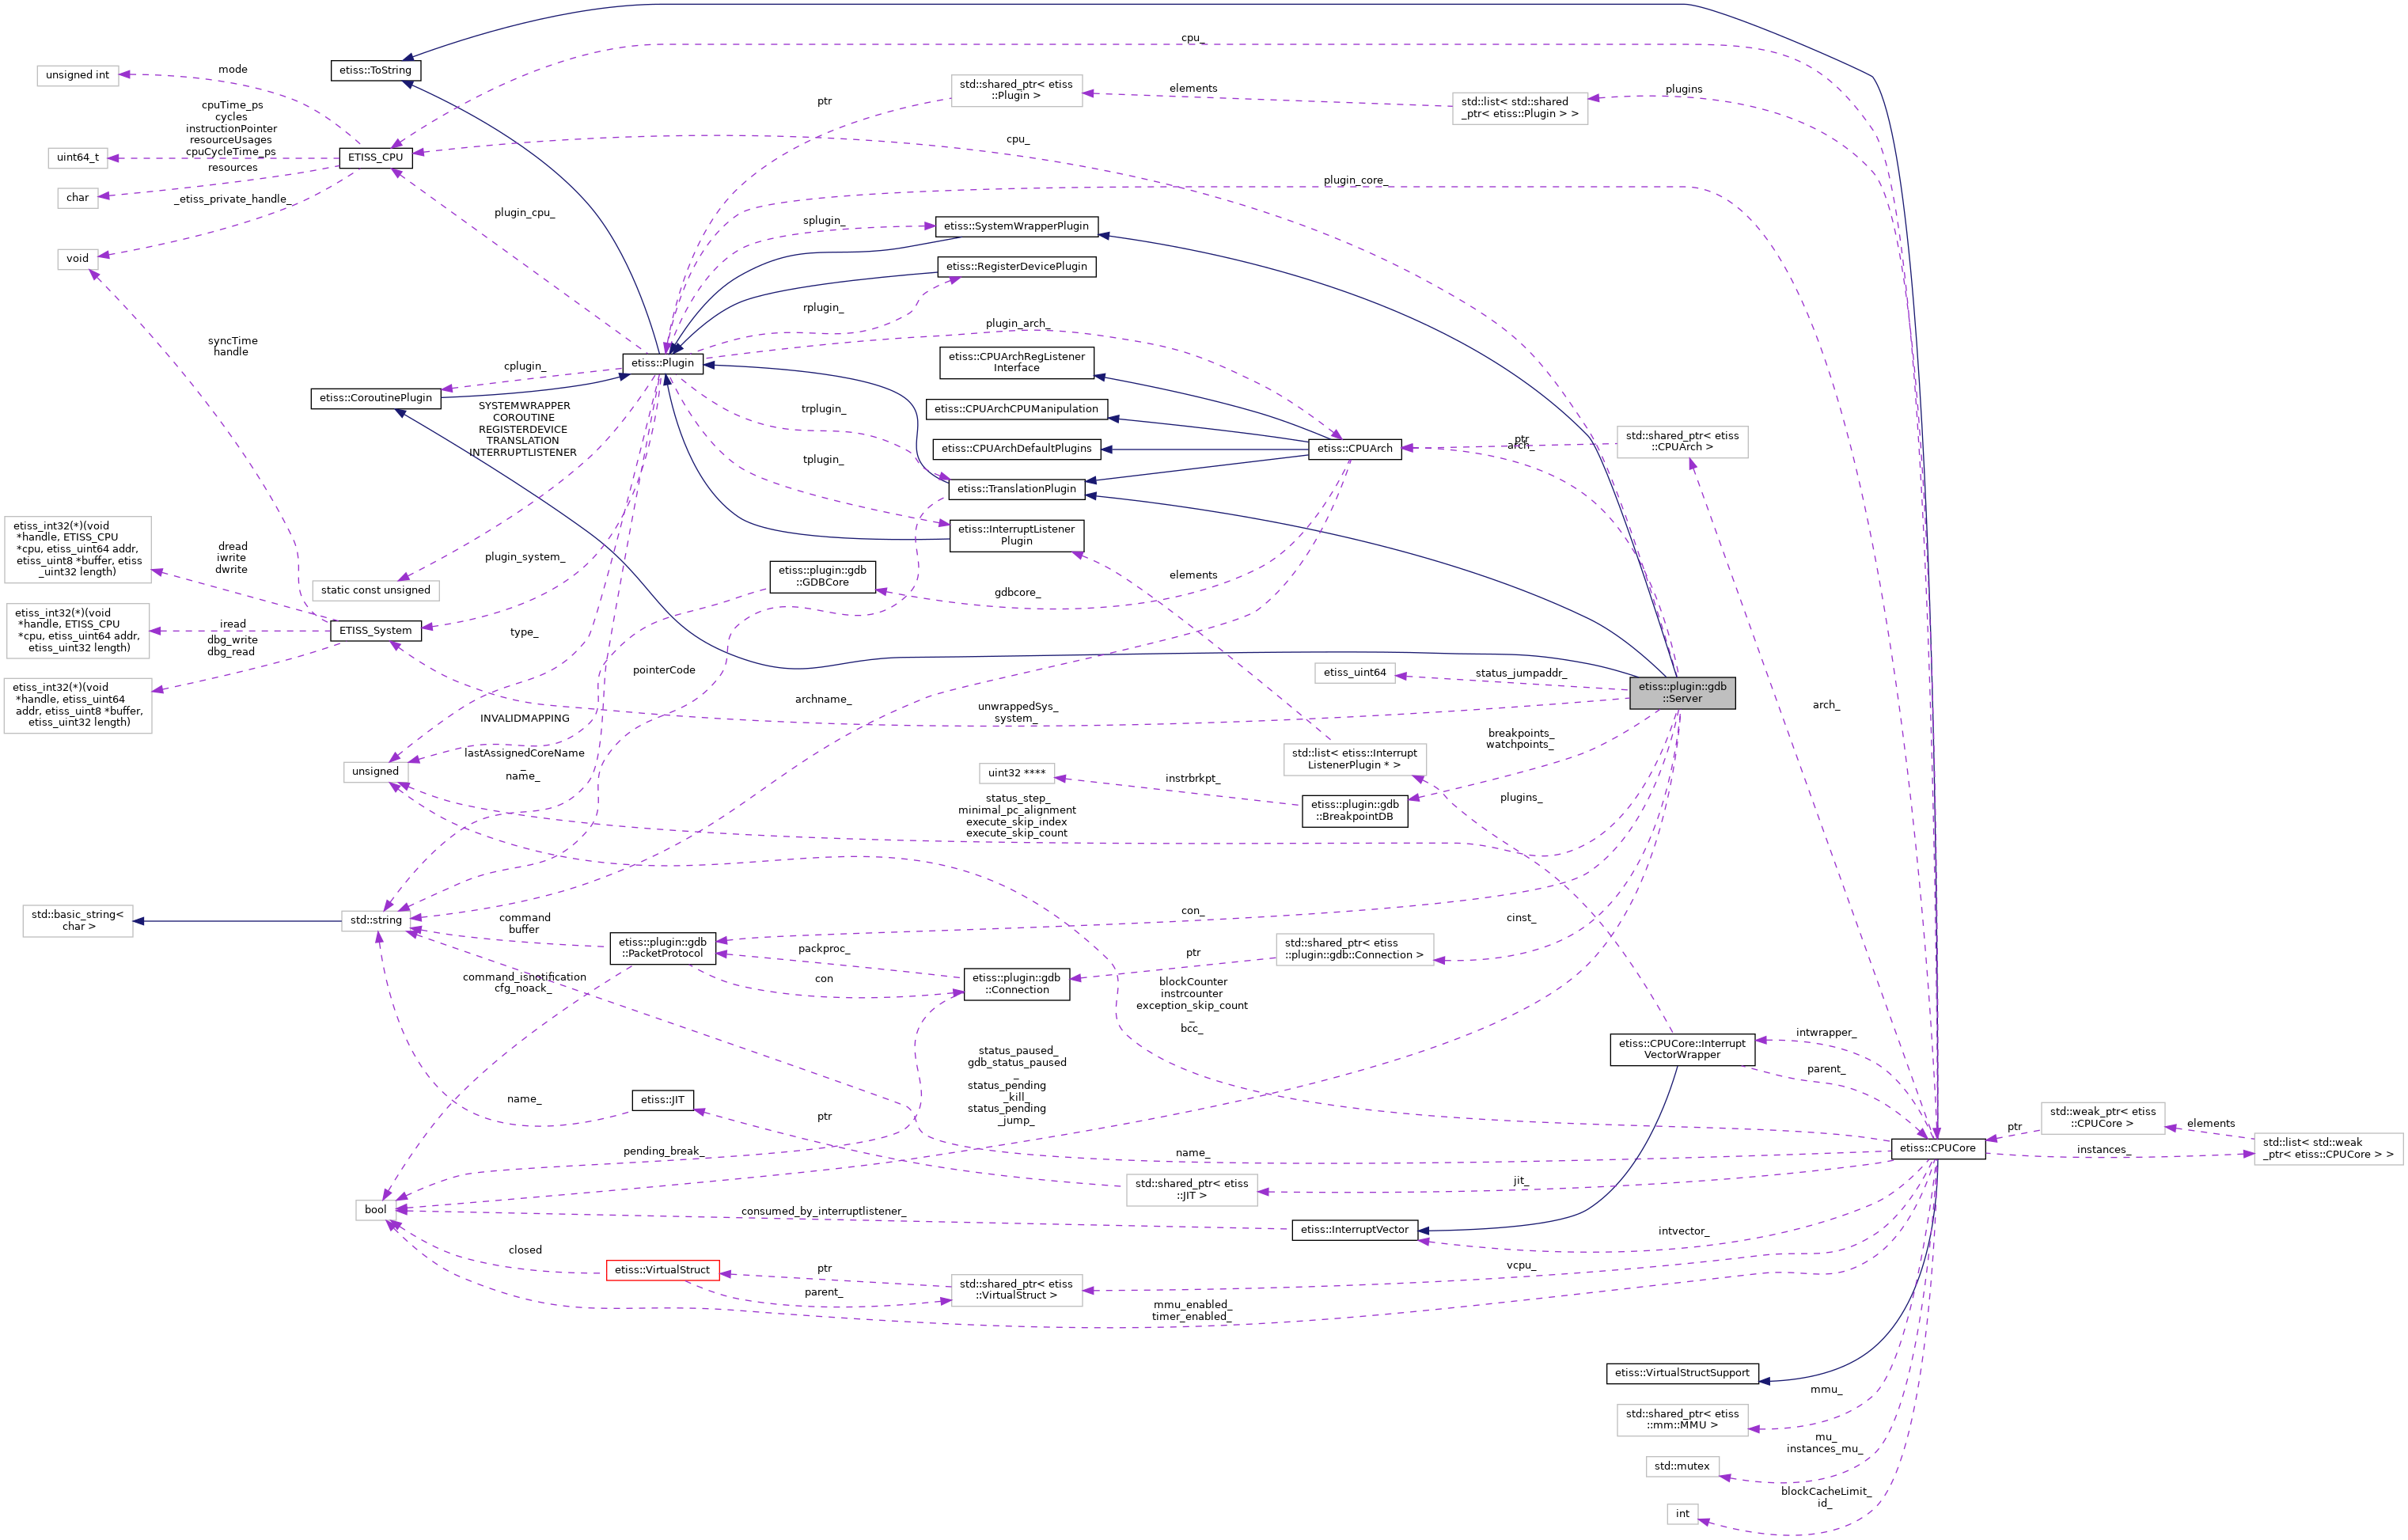 cpu_
etiss::ToString
unsigned int
mode
std::shared_ptr< etiss
::Plugin >
elements
plugins
std::list< std::shared
_ptr< etiss::Plugin > >
ptr
cpuTime_ps
cycles
instructionPointer
resourceUsages
cpuCycleTime_ps
uint64_t
ETISS_CPU
cpu_
resources
char
plugin_core_
_etiss_private_handle_
plugin_cpu_
splugin_
etiss::SystemWrapperPlugin
void
etiss::RegisterDevicePlugin
rplugin_
plugin_arch_
syncTime
handle
etiss::Plugin
cplugin_
etiss::CPUArchRegListener
Interface
etiss::CoroutinePlugin
SYSTEMWRAPPER
COROUTINE
REGISTERDEVICE
TRANSLATION
INTERRUPTLISTENER
trplugin_
etiss::CPUArchCPUManipulation
etiss::CPUArchDefaultPlugins
etiss::CPUArch
ptr
arch_
std::shared_ptr< etiss
::CPUArch >
tplugin_
etiss::TranslationPlugin
etiss_int32(*)(void
*handle, ETISS_CPU
*cpu, etiss_uint64 addr,
etiss_uint8 *buffer, etiss
_uint32 length)
dread
iwrite
dwrite
plugin_system_
etiss::InterruptListener
Plugin
static const unsigned
etiss::plugin::gdb
::GDBCore
gdbcore_
elements
etiss_int32(*)(void
*handle, ETISS_CPU
*cpu, etiss_uint64 addr,
etiss_uint32 length)
iread
dbg_write
dbg_read
ETISS_System
type_
pointerCode
etiss_uint64
status_jumpaddr_
etiss::plugin::gdb
::Server
etiss_int32(*)(void
*handle, etiss_uint64
addr, etiss_uint8 *buffer,
etiss_uint32 length)
archname_
unwrappedSys_
system_
arch_
INVALIDMAPPING
breakpoints_
watchpoints_
lastAssignedCoreName
_
name_
unsigned
std::list< etiss::Interrupt
ListenerPlugin * >
uint32 ****
instrbrkpt_
etiss::plugin::gdb
::BreakpointDB
plugins_
status_step_
minimal_pc_alignment
execute_skip_index
execute_skip_count
std::basic_string<
char >
std::string
command
buffer
con_
cinst_
etiss::plugin::gdb
::PacketProtocol
packproc_
ptr
std::shared_ptr< etiss
::plugin::gdb::Connection >
con
etiss::plugin::gdb
::Connection
command_isnotification
cfg_noack_
blockCounter
instrcounter
exception_skip_count
_
bcc_
etiss::CPUCore::Interrupt
VectorWrapper
intwrapper_
parent_
status_paused_
gdb_status_paused
_
status_pending
_kill_
status_pending
_jump_
name_
etiss::JIT
ptr
std::weak_ptr< etiss
::CPUCore >
ptr
elements
std::list< std::weak
_ptr< etiss::CPUCore > >
etiss::CPUCore
instances_
pending_break_
name_
std::shared_ptr< etiss
::JIT >
jit_
bool
consumed_by_interruptlistener_
etiss::InterruptVector
intvector_
closed
etiss::VirtualStruct
ptr
parent_
std::shared_ptr< etiss
::VirtualStruct >
vcpu_
mmu_enabled_
timer_enabled_
etiss::VirtualStructSupport
mmu_
std::shared_ptr< etiss
::mm::MMU >
mu_
instances_mu_
std::mutex
blockCacheLimit_
id_
int